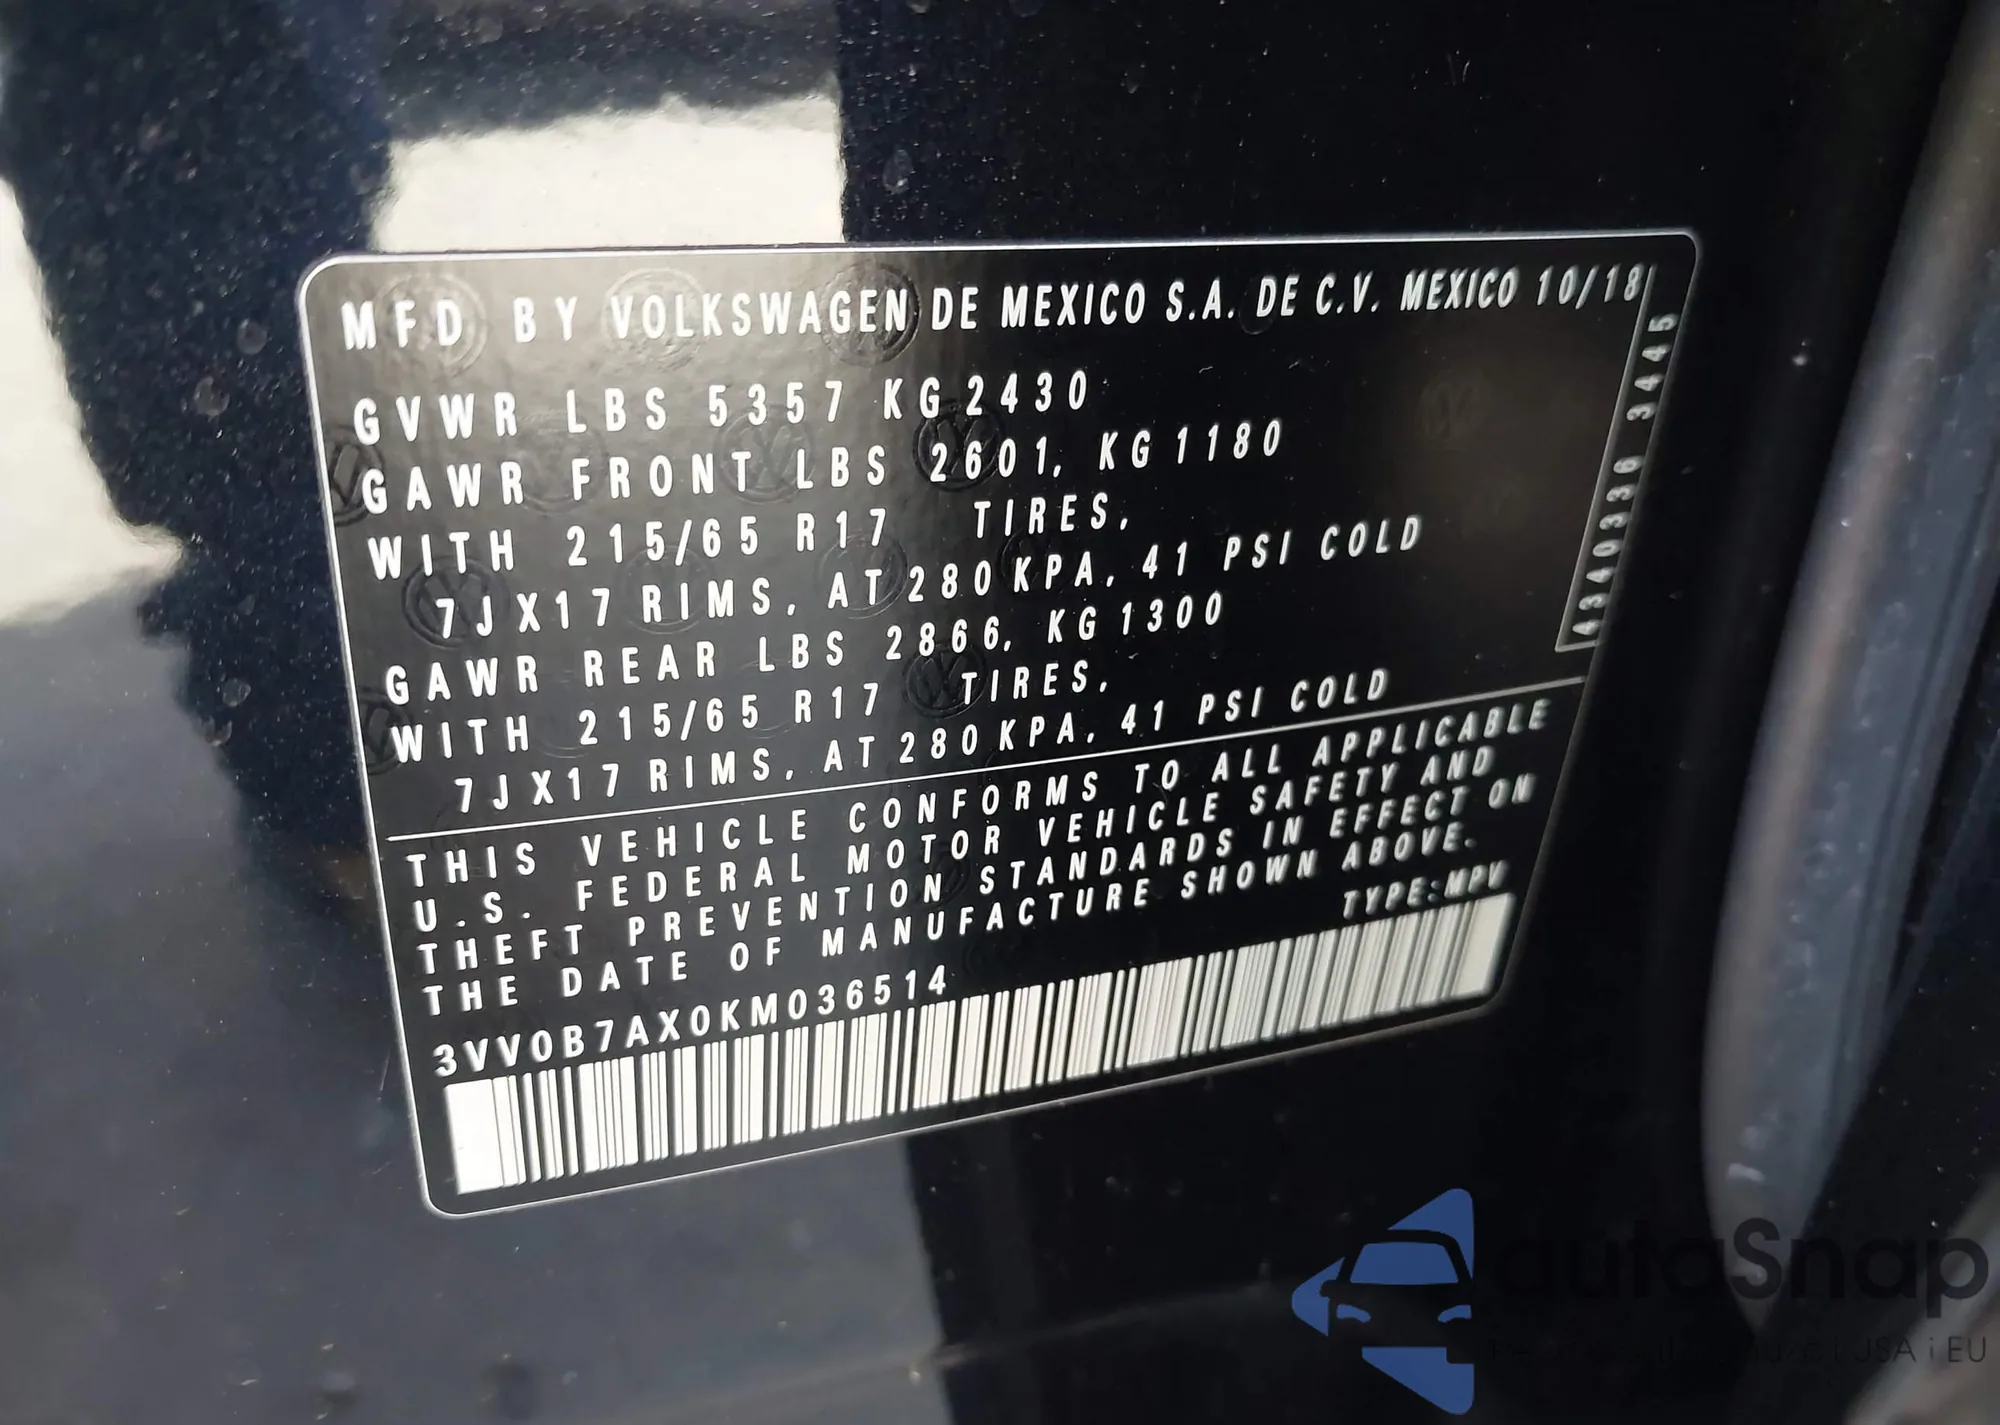 MFD BY VOLKSWAGEN DE MEXICO S.A. DE C.V. MEXICO 10/18
GVWR LBS 5357 KG 2430
GAWR FRONT LBS 2601, KG 1180
WITH 215/65 R17 TIRES,
7JX17 RIMS, AT 280 KPA, 41 PSI COLD
GAWR REAR LBS 2866, KG 1300
WITH 215/65 R17 TIRES,
7JX17 RIMS, AT 280 KPA, 41 PSI COLD
4340336 3445
THIS VEHICLE CONFORMS TO ALL APPLICABLE
U.S. FEDERAL MOTOR VEHICLE SAFETY AND
THEFT PREVENTION STANDARDS IN EFFECT ON
THE DATE OF MANUFACTURE SHOWN ABOVE.
TYPE:MPV
3VV0B7AX0KM036514
autoSnap
USA i EU